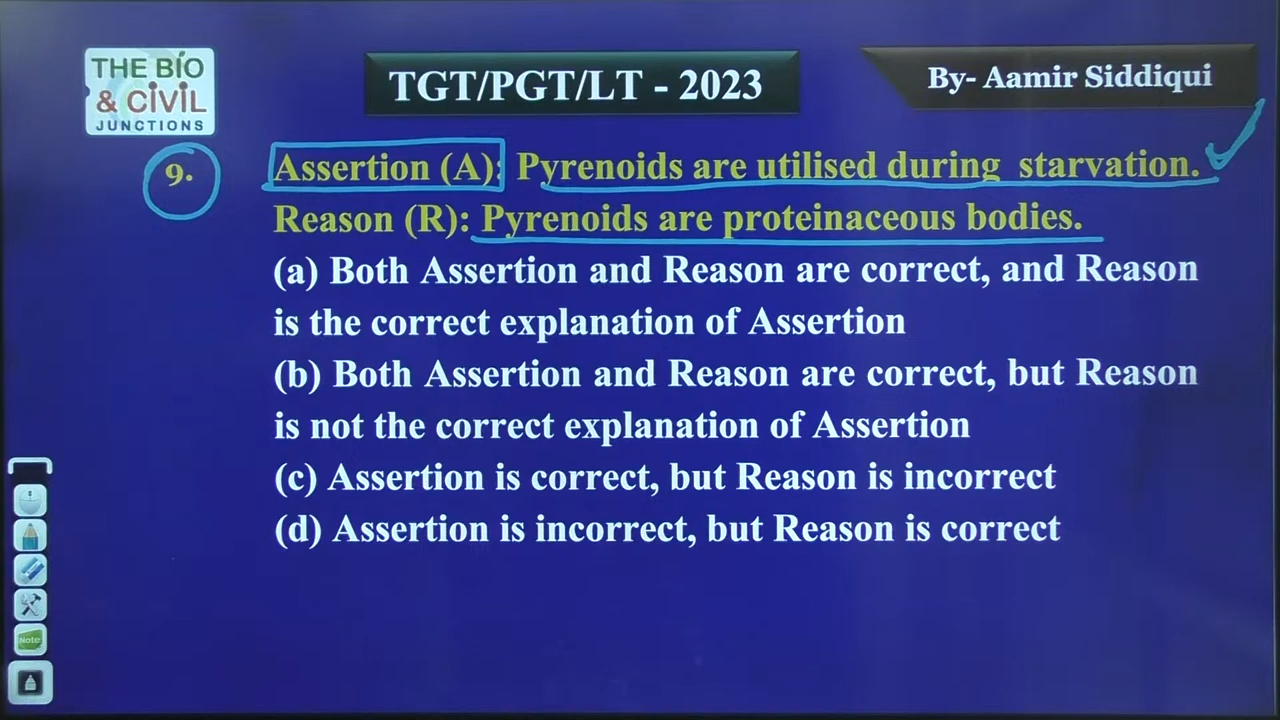 THE BIO
& CIVIL
JUNCTIONS
TGT/PGT/LT - 2023
By- Aamir Siddiqui
9.
Assertion (A): Pyrenoids are utilised during starvation.
Reason (R): Pyrenoids are proteinaceous bodies.
(a) Both Assertion and Reason are correct, and Reason
is the correct explanation of Assertion
(b) Both Assertion and Reason are correct, but Reason
is not the correct explanation of Assertion
(c) Assertion is correct, but Reason is incorrect
(d) Assertion is incorrect, but Reason is correct
Note